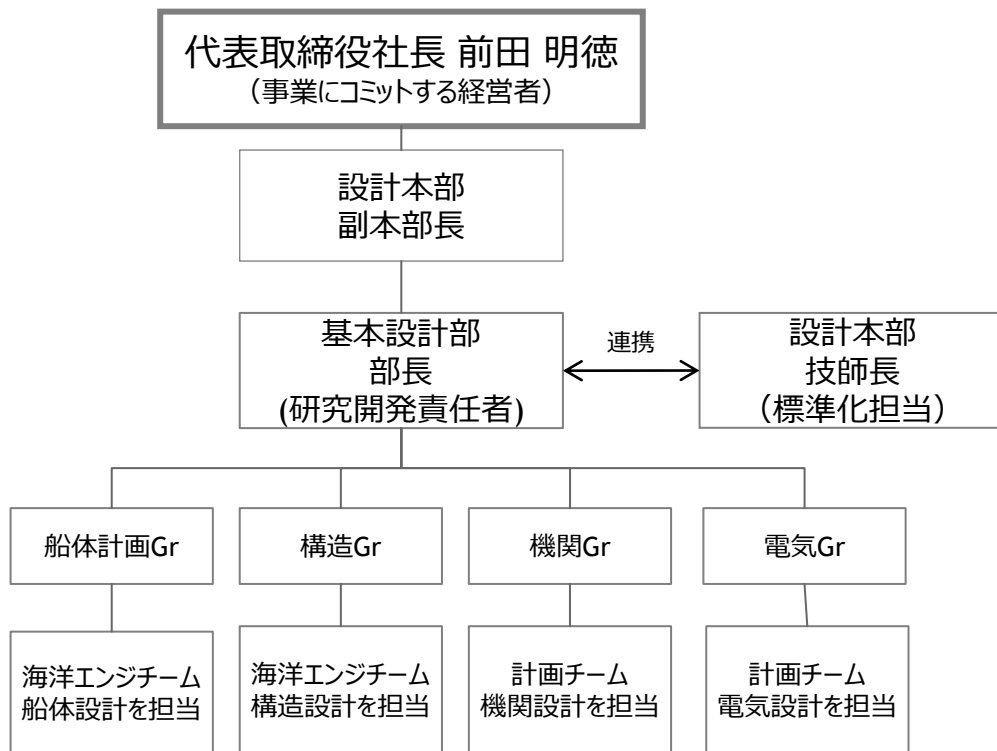 代表取締役社長 前田 明徳
（事業にコミットする経営者）
設計本部
副本部長
基本設計部
部長
(研究開発責任者)
連携
設計本部
技師長
（標準化担当）
船体計画Gr
構造Gr
機関Gr
電気Gr
海洋エンジチーム
船体設計を担当
海洋エンジチーム
構造設計を担当
計画チーム
機関設計を担当
計画チーム
電気設計を担当